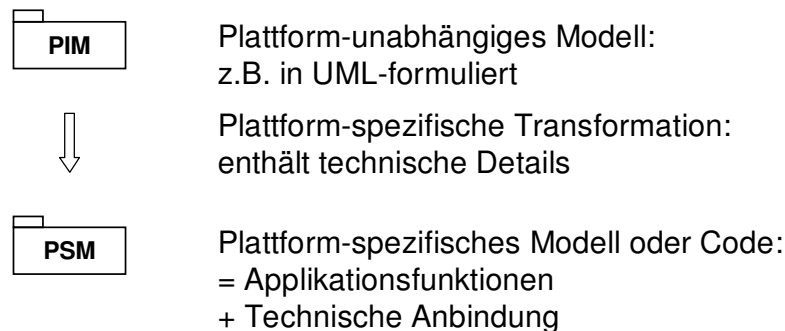 PIM
Plattform-unabhängiges Modell:
z.B. in UML-formuliert
Plattform-spezifische Transformation:
enthält technische Details
PSM
Plattform-spezifisches Modell oder Code:
= Applikationsfunktionen
+ Technische Anbindung